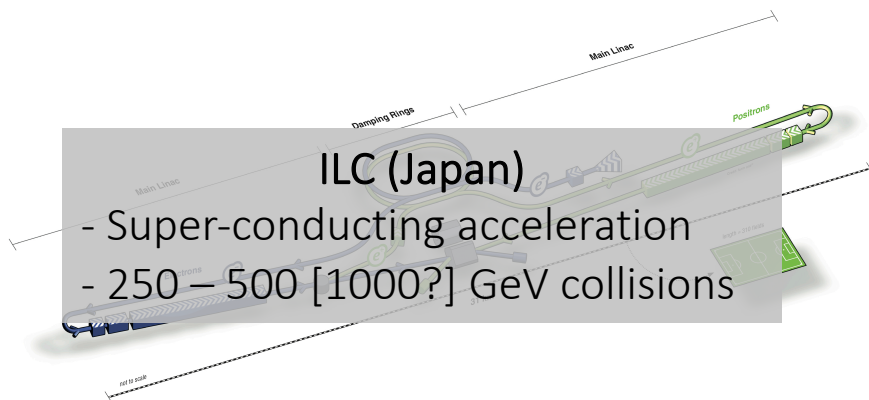 Main Linac
Damping Rings
Positrons
Main Linac
ILC (Japan)
- Super-conducting acceleration
- 250 – 500 [1000?] GeV collisions
not to scale